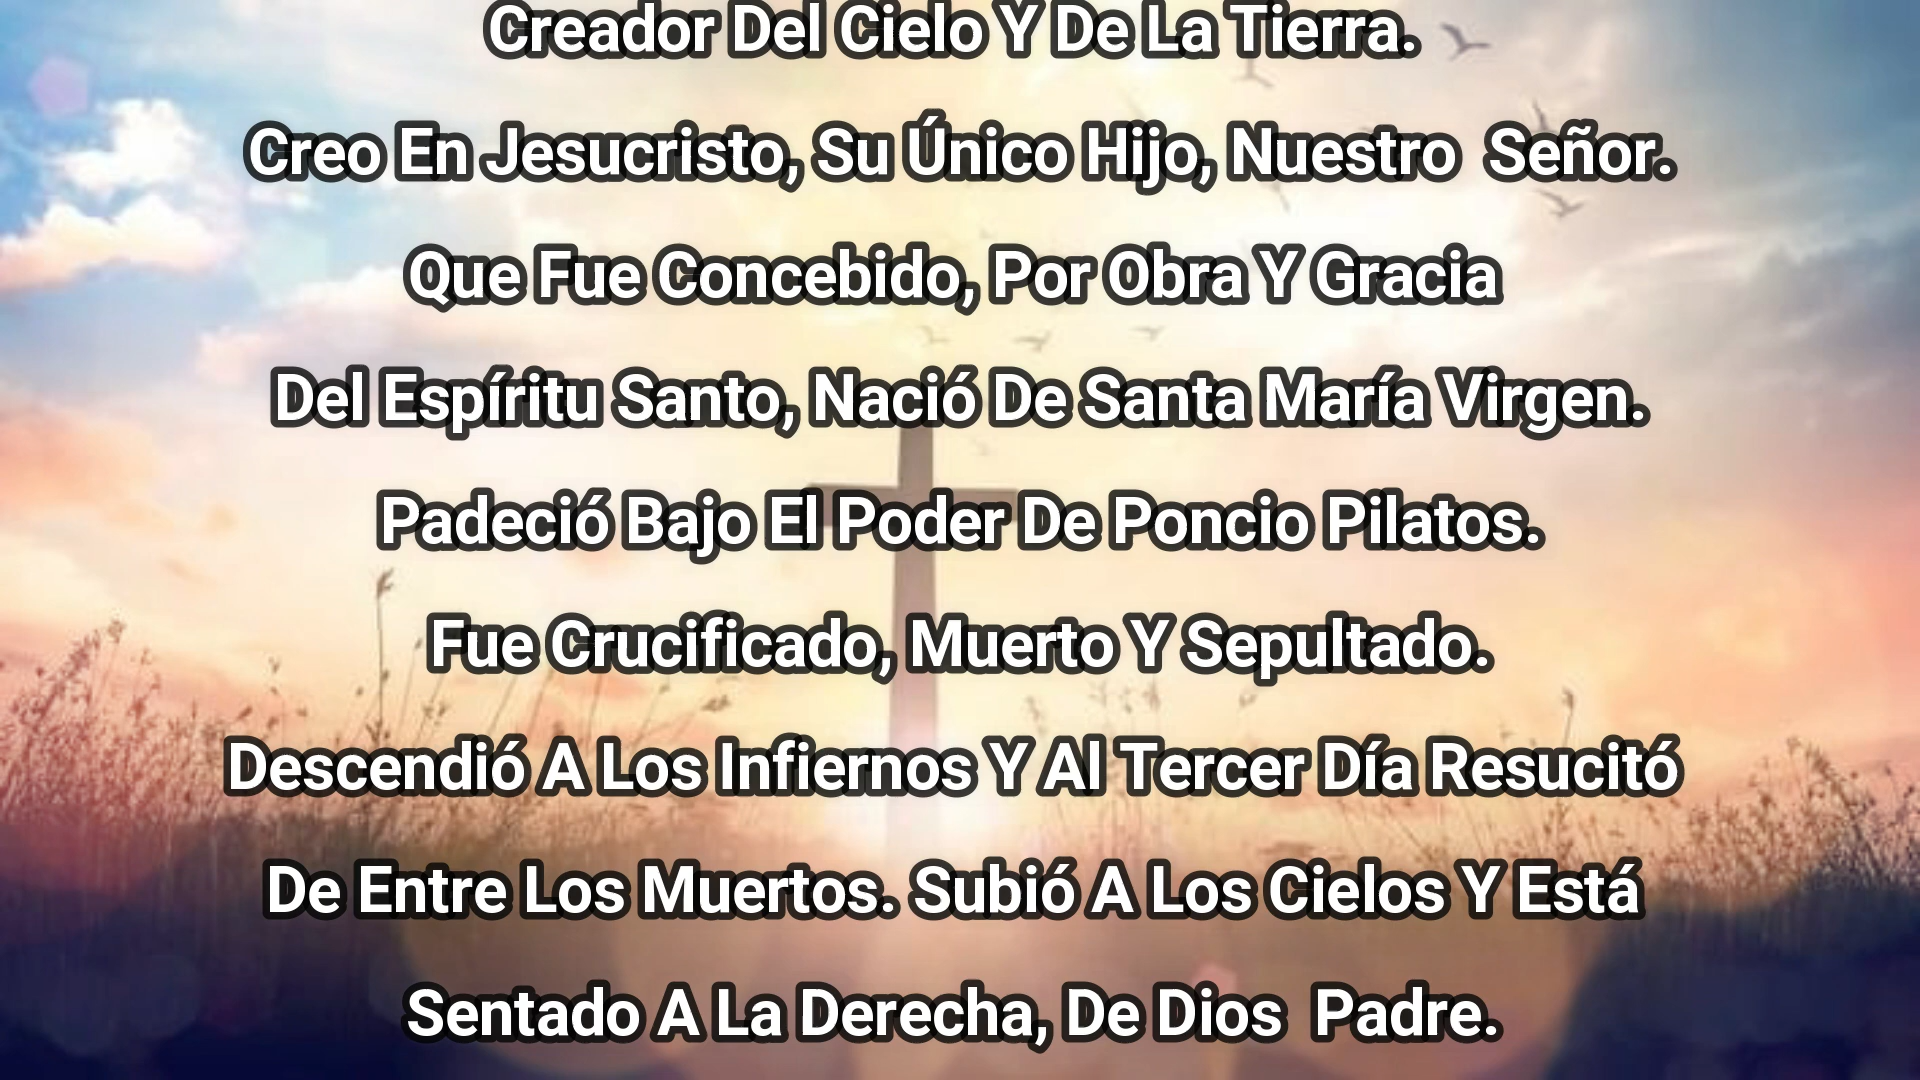 Creador Del Cielo Y De La Tierra.
Creo En Jesucristo, Su Único Hijo, Nuestro  Señor.
Que Fue Concebido, Por Obra Y Gracia
Del Espíritu Santo, Nació De Santa María Virgen.
Padeció Bajo El Poder De Poncio Pilatos.
Fue Crucificado, Muerto Y Sepultado.
Descendió A Los Infiernos Y Al Tercer Día Resucitó
De Entre Los Muertos. Subió A Los Cielos Y Está
Sentado A La Derecha, De Dios  Padre.